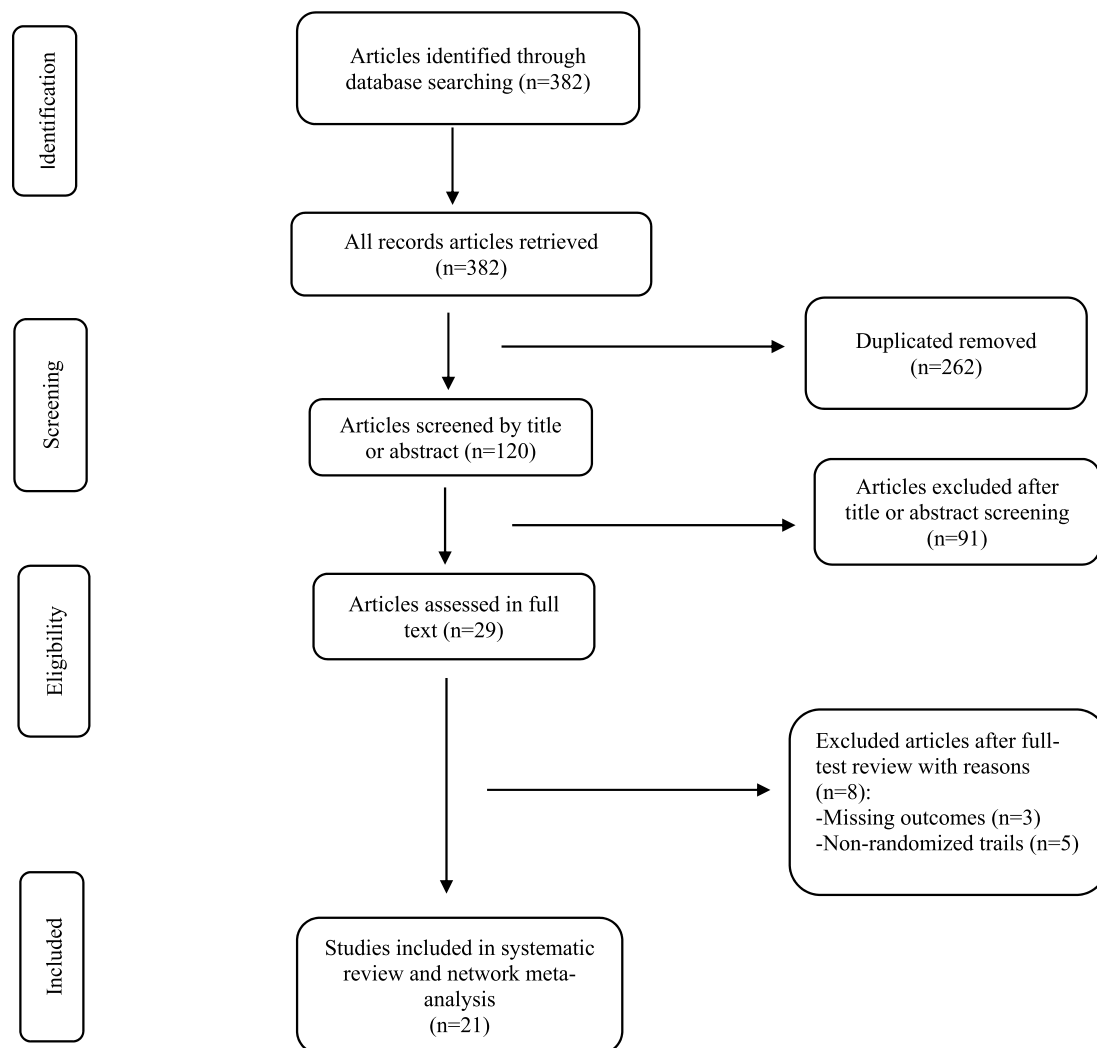 Identification
Articles identified through
database searching (n=382)
All records articles retrieved
(n=382)
Screening
Duplicated removed
(n=262)
Articles screened by title
or abstract (n=120)
Articles excluded after
title or abstract screening
(n=91)
Eligibility
Articles assessed in full
text (n=29)
Excluded articles after full-
test review with reasons
(n=8):
-Missing outcomes (n=3)
-Non-randomized trails (n=5)
Included
Studies included in systematic
review and network meta-
analysis
(n=21)